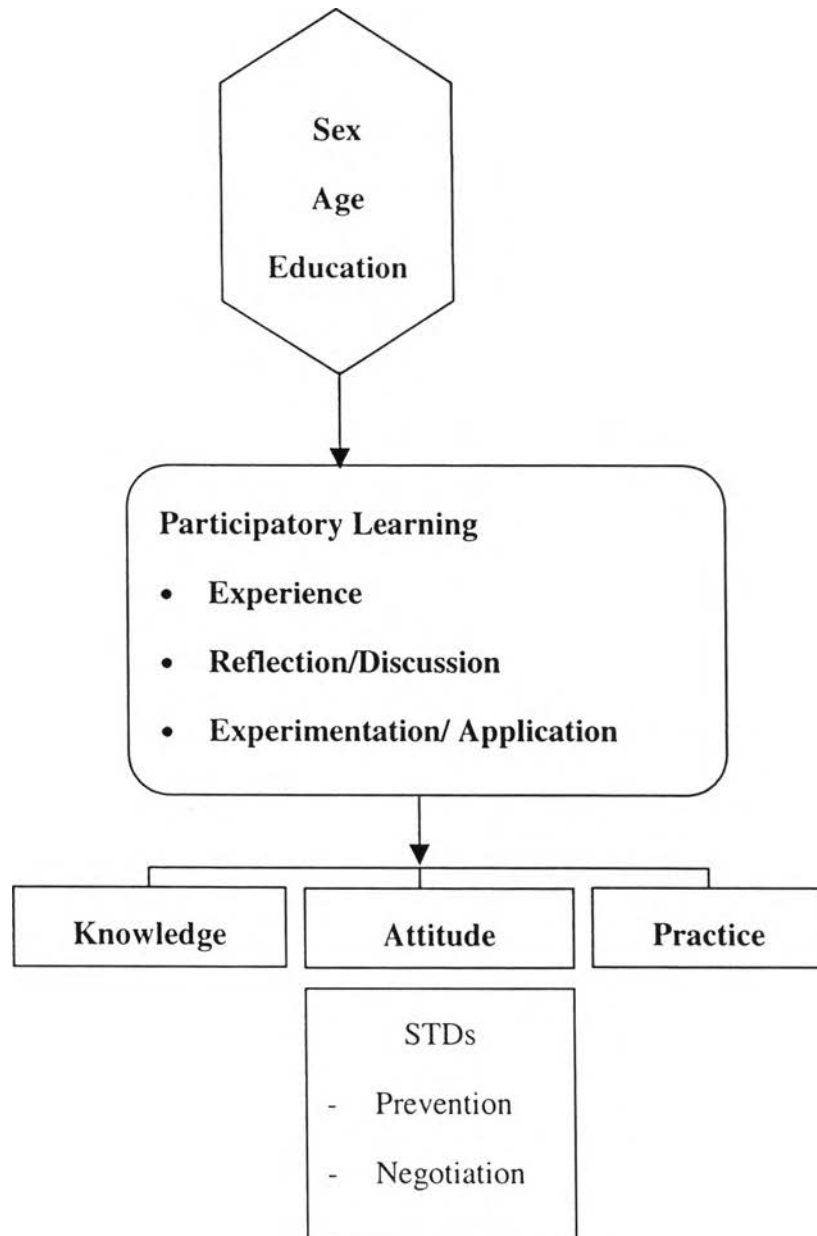 Sex
Age
Education
Participatory Learning
• Experience
• Reflection/Discussion
• Experimentation/ Application
Knowledge Attitude Practice
STDs
- Prevention
- Negotiation